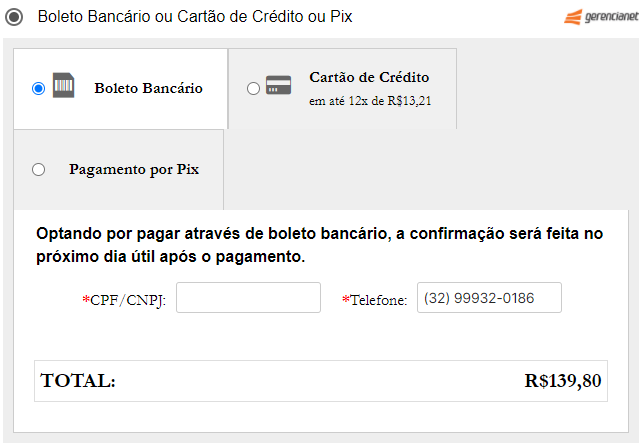 Boleto Bancário ou Cartão de Crédito ou Pix
gerencianet
Boleto Bancário
Cartão de Crédito
em até 12x de R$13,21
Pagamento por Pix
Optando por pagar através de boleto bancário, a confirmação será feita no
próximo dia útil após o pagamento.
*CPF/CNPJ:
*Telefone: (32) 99932-0186
TOTAL: R$139,80